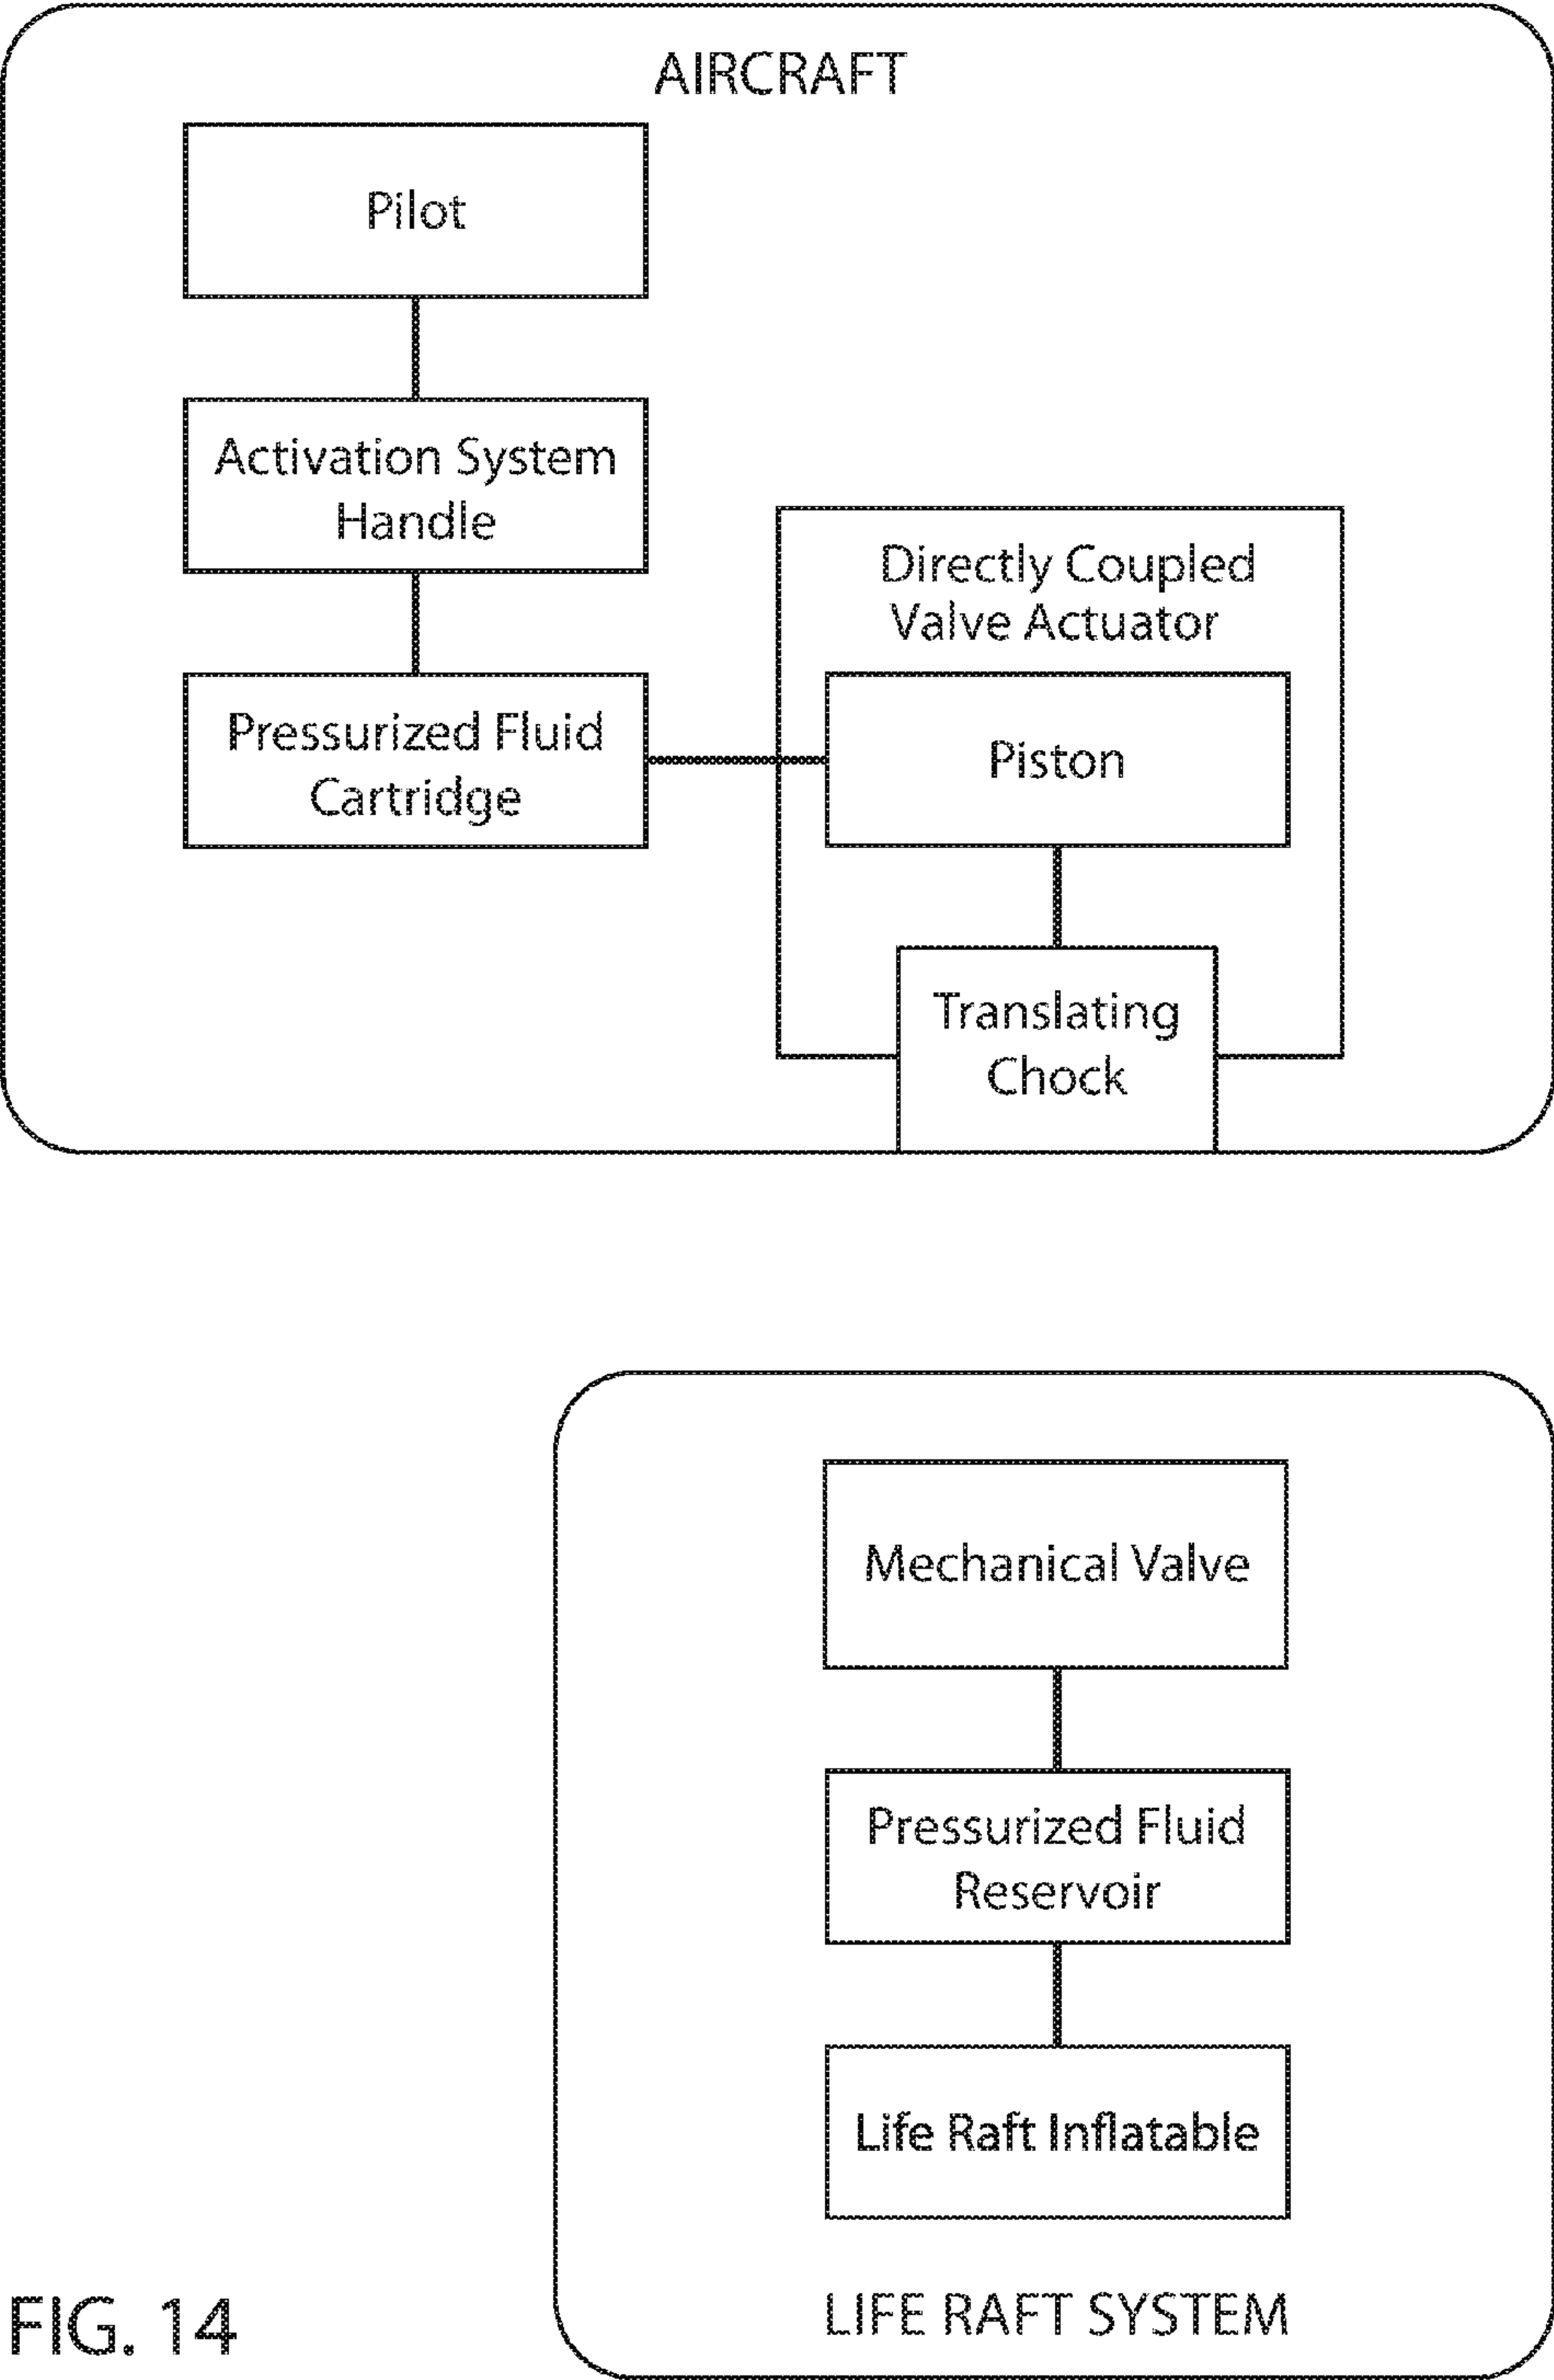 AIRCRAFT
Pilot
Activation System
Handle
Pressurized Fluid
Cartridge
Directly Coupled
Valve Actuator
Piston
Translating
Chock
Mechanical Valve
Pressurized Fluid
Reservoir
Life Raft Inflatable
LIFE RAFT SYSTEM
FIG. 14